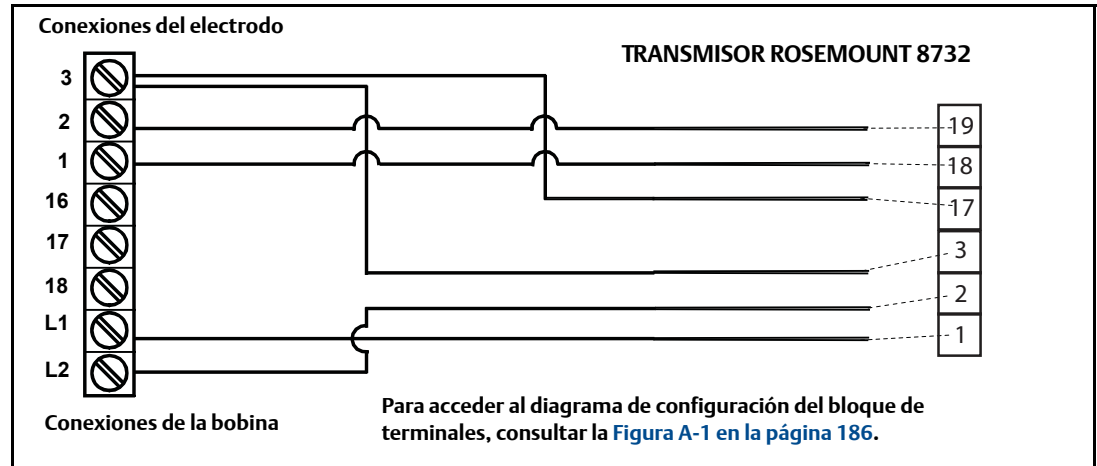 Conexiones del electrodo
TRANSMISOR ROSEMOUNT 8732
3
2
1
16
17
18
L1
L2
19
18
17
3
2
1
Conexiones de la bobina
Para acceder al diagrama de configuración del bloque de
terminales, consultar la Figura A-1 en la página 186.